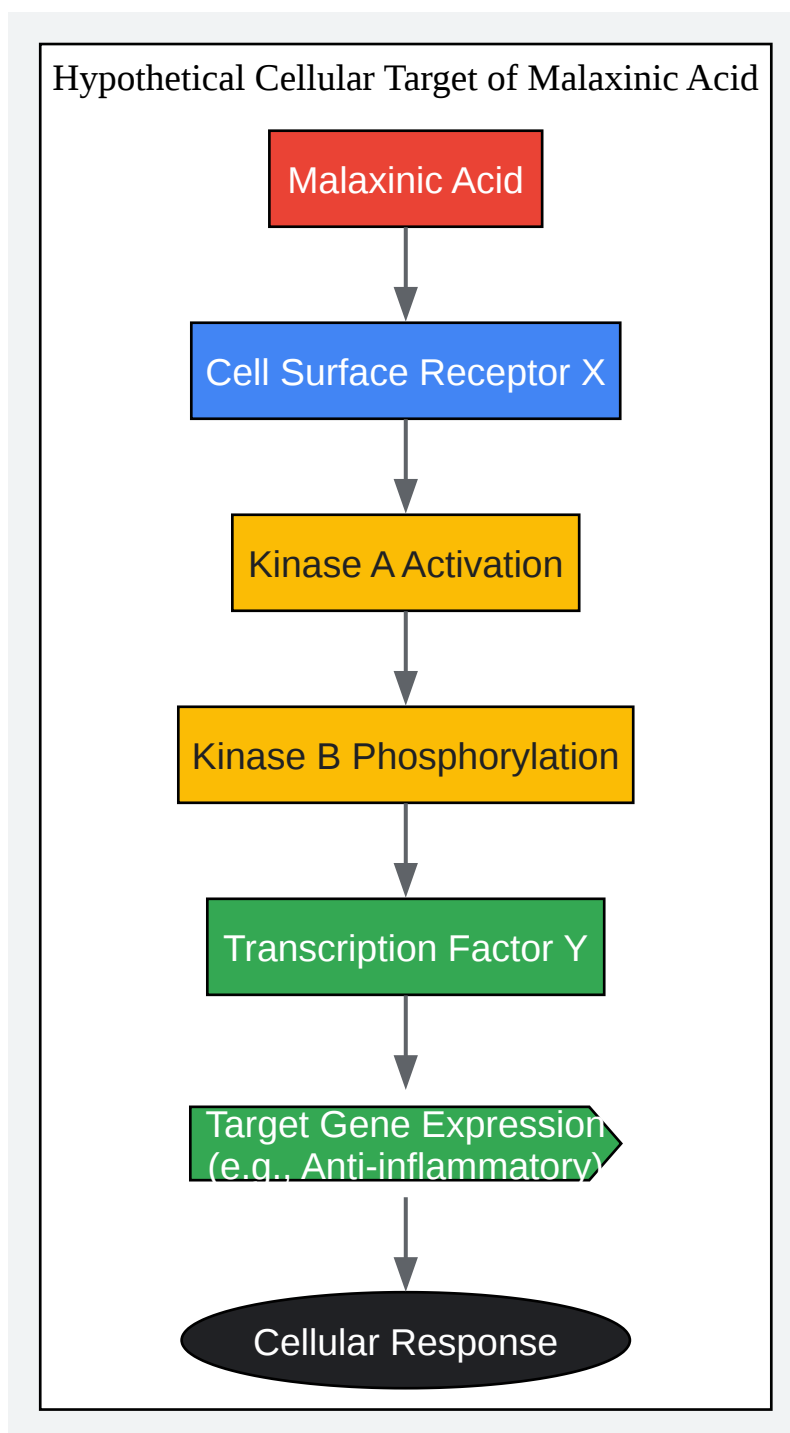 Hypothetical Cellular Target of Malaxinic Acid
Malaxinic Acid
Cell Surface Receptor X
Kinase A Activation
Kinase B Phosphorylation
Transcription Factor Y
Target Gene Expression
(e.g., Anti-inflammatory)
Cellular Response